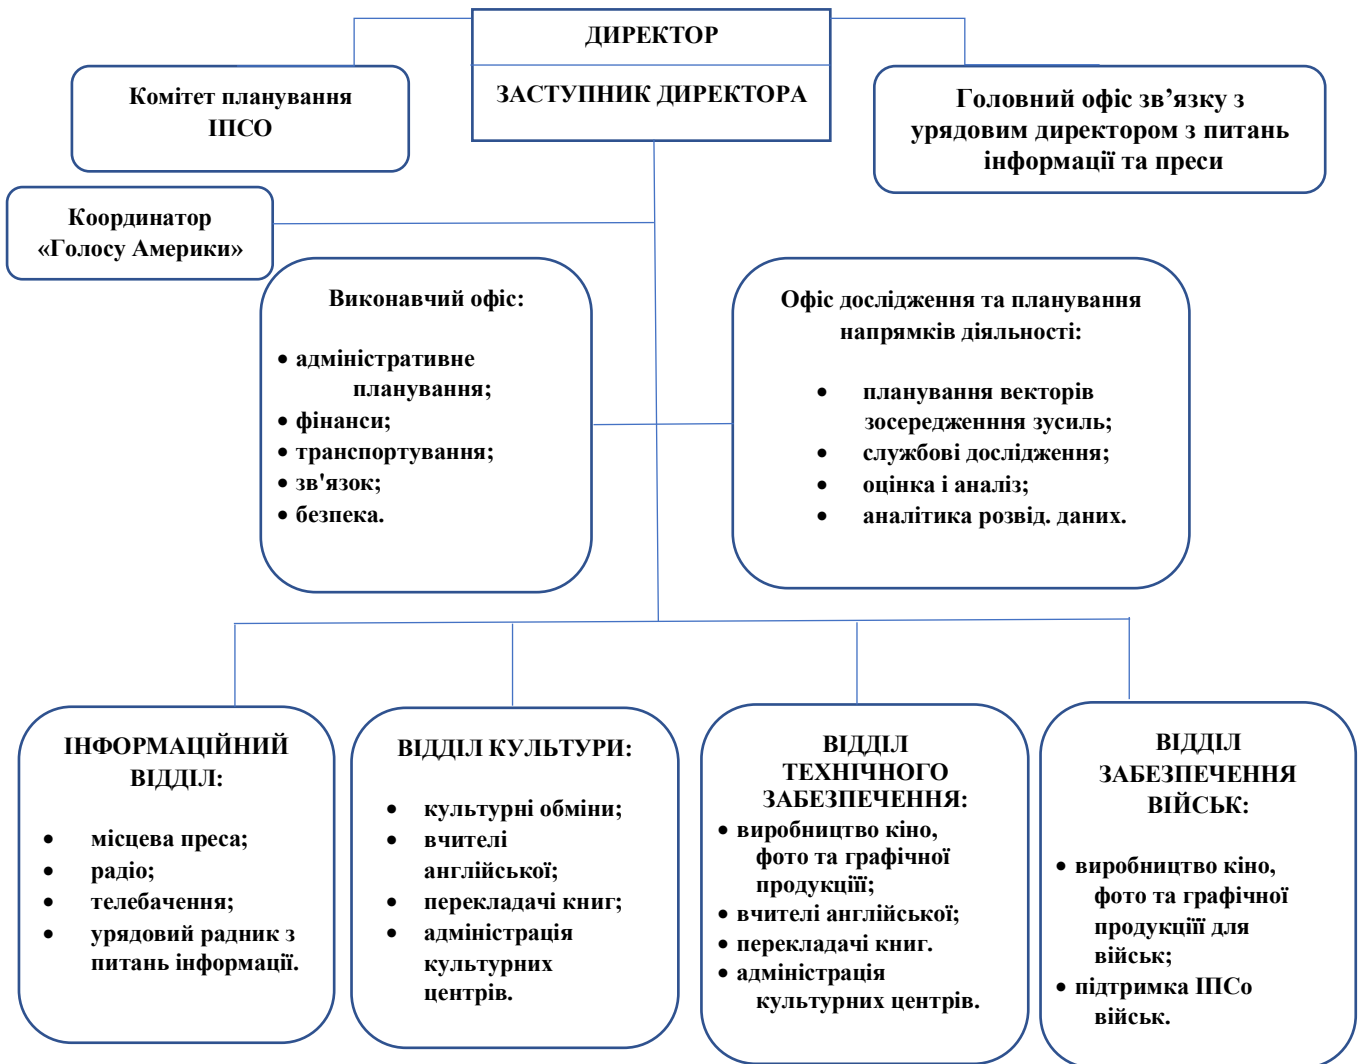 ДИРЕКТОР
ЗАСТУПНИК ДИРЕКТОРА
Комітет планування
ІПСО
Головний офіс зв’язку з
урядовим директором з питань
інформації та преси
Координатор
«Голосу Америки»
Виконавчий офіс:
• адміністративне
планування;
• фінанси;
• транспортування;
• зв'язок;
• безпека.
Офіс дослідження та планування
напрямків діяльності:
• планування векторів
зосередженння зусиль;
• службові дослідження;
• оцінка і аналіз;
• аналітика розвід. даних.
ІНФОРМАЦІЙНИЙ
ВІДДІЛ:
• місцева преса;
• радіо;
• телебачення;
• урядовий радник з
питань інформації.
ВІДДІЛ КУЛЬТУРИ:
• культурні обміни;
• вчителі
англійської;
• перекладачі книг;
• адміністрація
культурних
центрів.
ВІДДІЛ
ТЕХНІЧНОГО
ЗАБЕЗПЕЧЕННЯ:
• виробництво кіно,
фото та графічної
продукціїї;
• вчителі англійської;
• перекладачі книг.
• адміністрація
культурних центрів.
ВІДДІЛ
ЗАБЕЗПЕЧЕННЯ
ВІЙСЬК:
• виробництво кіно,
фото та графічної
продукціїї для
військ;
• підтримка ІПСо
військ.